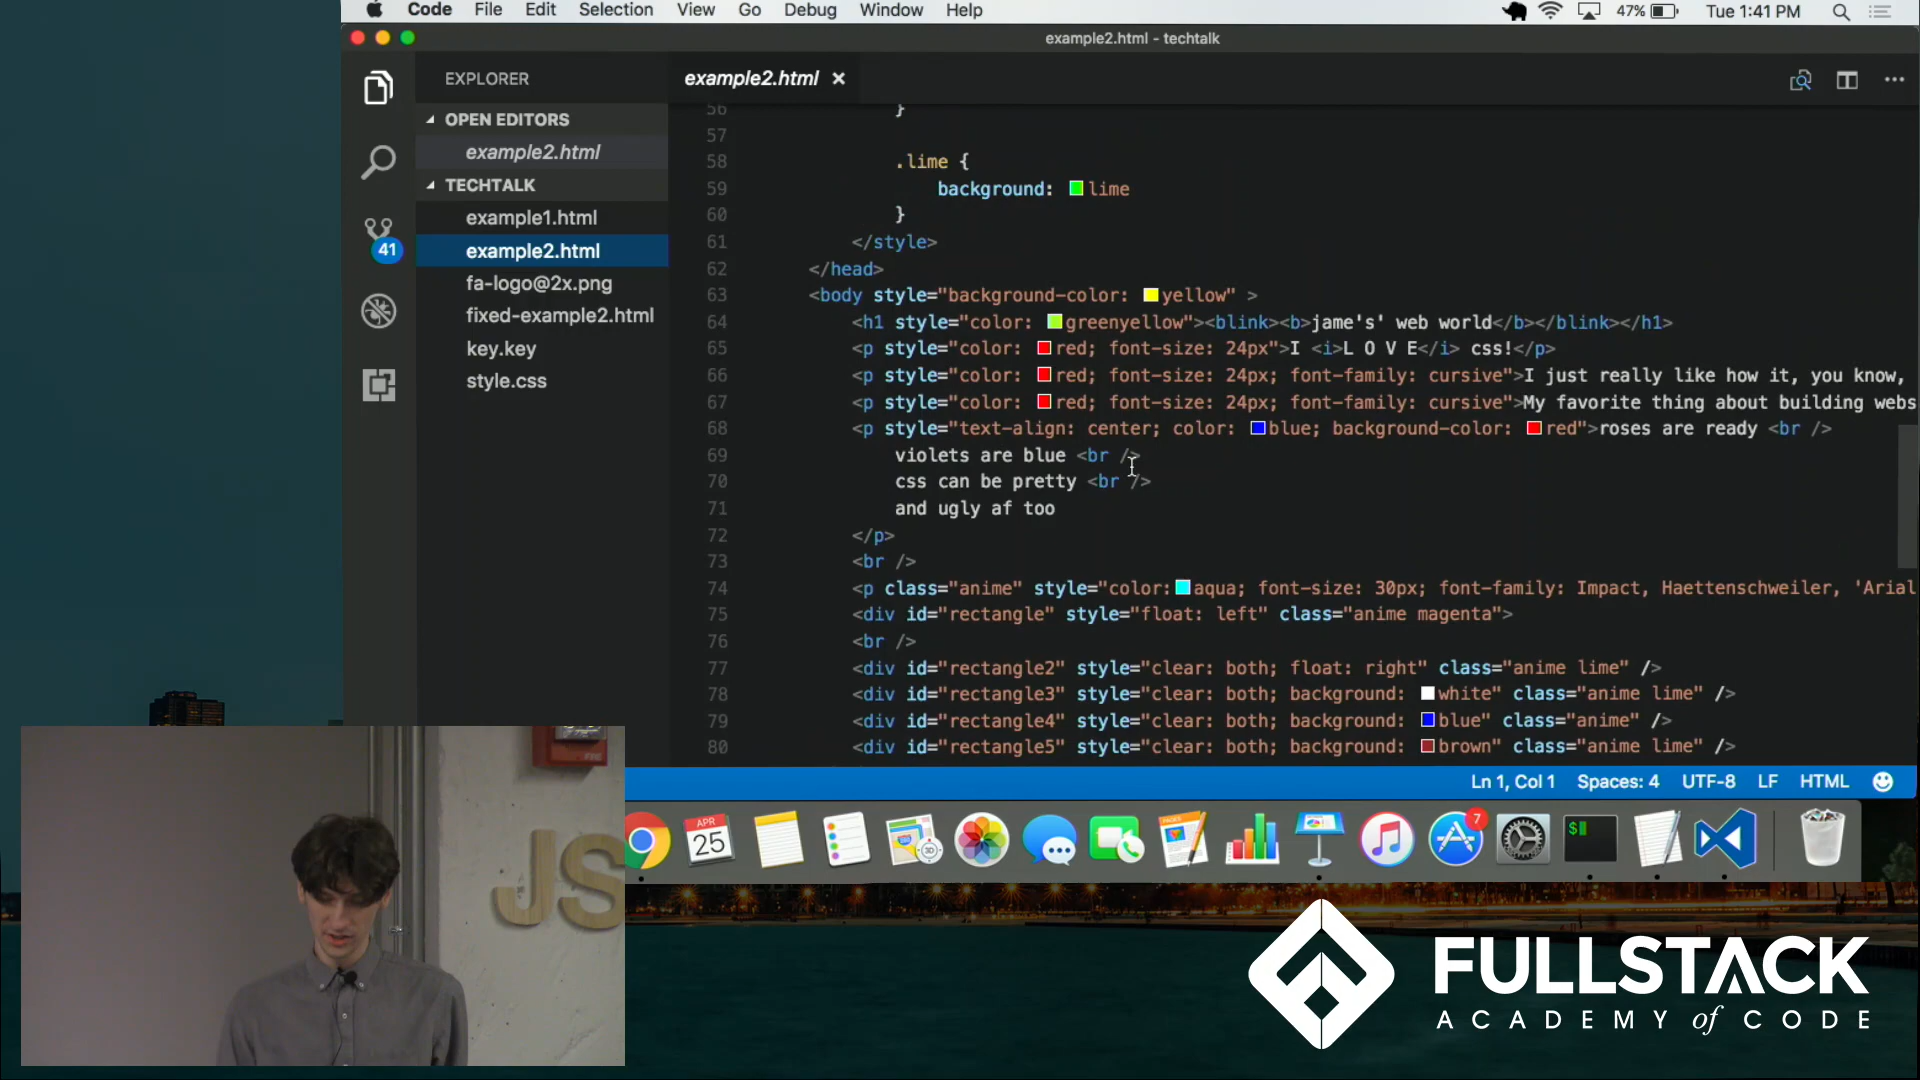 Code File Edit Selection View Go Debug Window Help 47% Tue 1:41 PM
example2.html - techtalk
EXPLORER
OPEN EDITORS
example2.html
TECHTALK
example1.html
example2.html
fa-logo@2x.png
fixed-example2.html
key.key
style.css
41
example2.html ×
56 }
57
58 .lime {
59 background: lime
60 }
61 </style>
62 </head>
63 <body style="background-color: yellow" >
64 <h1 style="color: greenyellow"><blink><b>jame's' web world</b></blink></h1>
65 <p style="color: red; font-size: 24px">I <i>L O V E</i> css!</p>
66 <p style="color: red; font-size: 24px; font-family: cursive">I just really like how it, you know,
67 <p style="color: red; font-size: 24px; font-family: cursive">My favorite thing about building webs
68 <p style="text-align: center; color: blue; background-color: red">roses are ready <br />
69 violets are blue <br />
70 css can be pretty <br />
71 and ugly af too
72 </p>
73 <br />
74 <p class="anime" style="color: aqua; font-size: 30px; font-family: Impact, Haettenschweiler, 'Arial
75 <div id="rectangle" style="float: left" class="anime magenta">
76 <br />
77 <div id="rectangle2" style="clear: both; float: right" class="anime lime" />
78 <div id="rectangle3" style="clear: both; background: white" class="anime lime" />
79 <div id="rectangle4" style="clear: both; background: blue" class="anime" />
80 <div id="rectangle5" style="clear: both; background: brown" class="anime lime" />
Ln 1, Col 1 Spaces: 4 UTF-8 LF HTML
APR
25
3D
PAGES
7
$
JS
FULLSTACK
ACADEMY of CODE